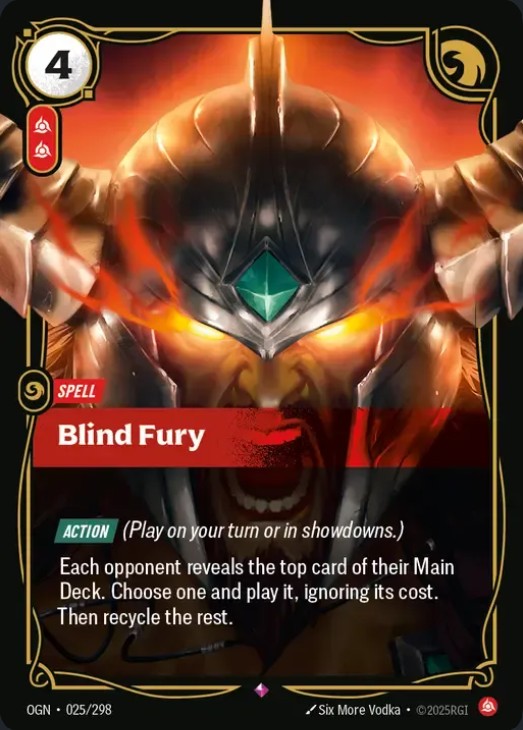 4
SPELL
Blind Fury
ACTION (Play on your turn or in showdowns.)
Each opponent reveals the top card of their Main
Deck. Choose one and play it, ignoring its cost.
Then recycle the rest.
OGN • 025/298
Six More Vodka • ©2025RGI